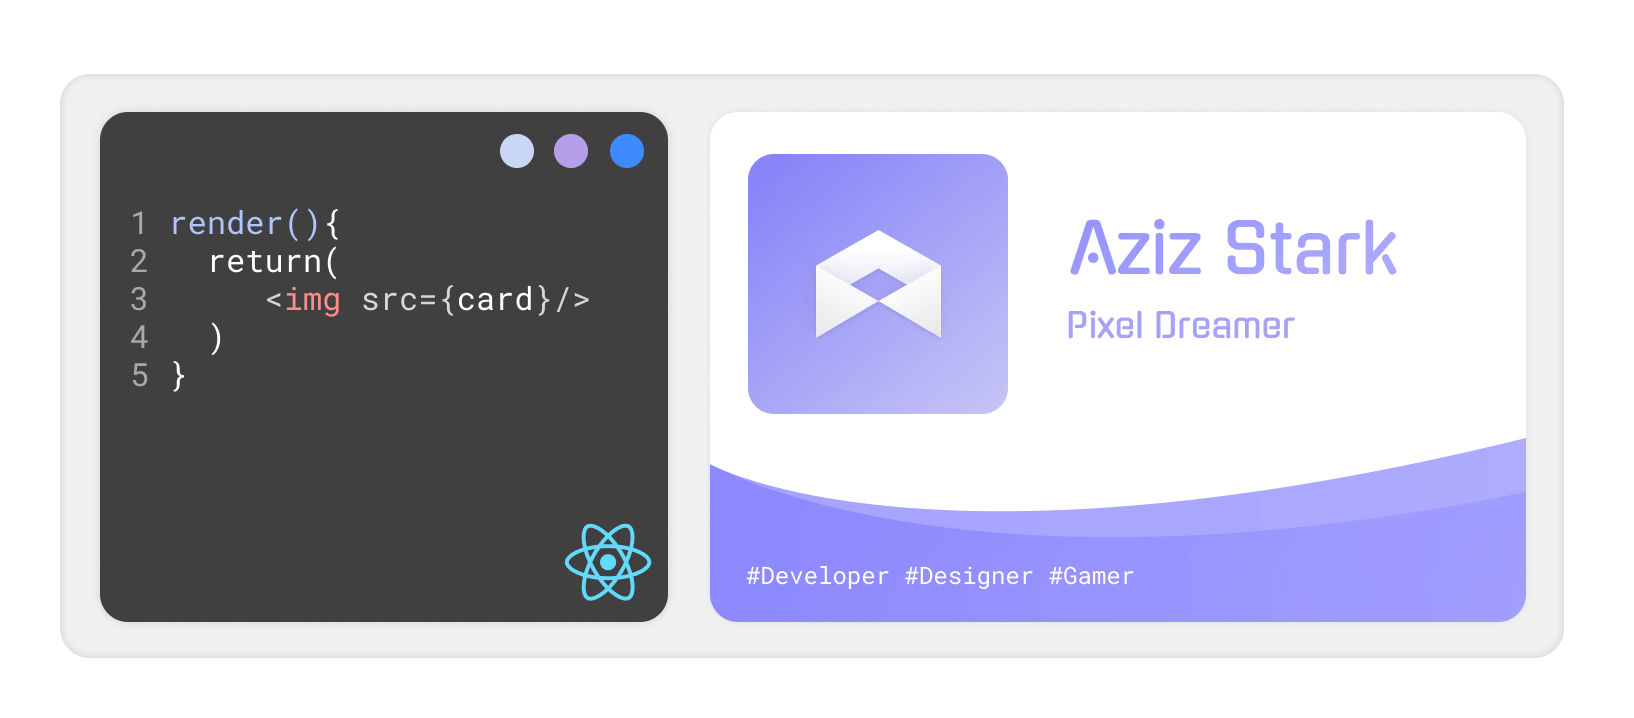 1 render(){
2 return(
3 <img src={card}/>
4 )
5 }
Aziz Stark
Pixel Dreamer
#Developer #Designer #Gamer